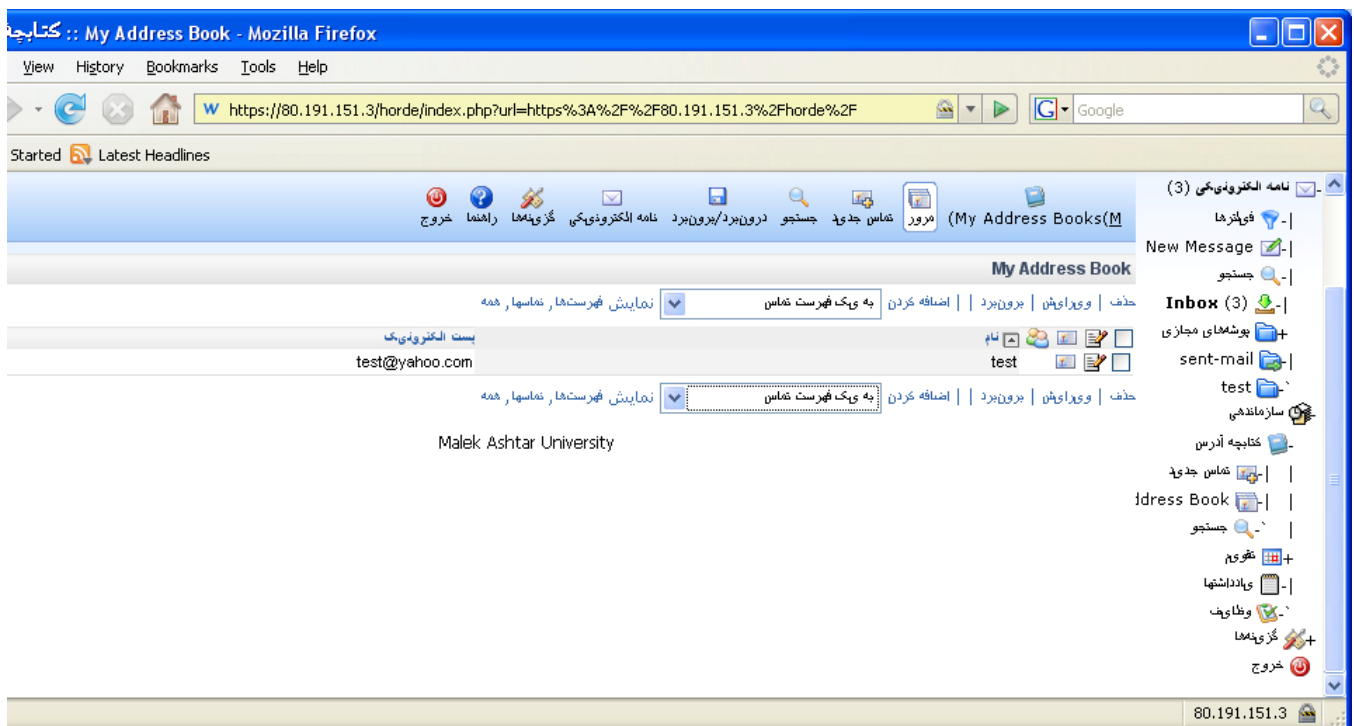 کتابچه :: My Address Book - Mozilla Firefox
View History Bookmarks Tools Help
https://80.191.151.3/horde/index.php?url=https%3A%2F%2F80.191.151.3%2Fhorde%2F
Google
Started Latest Headlines
(My Address Books(M مرور تماس جدید جستجو درون‌برد/برون‌برد نامه الکترونیکی گزینه‌ها راهنما خروج
My Address Book
حذف | ویرایش | برون‌برد | | اضافه کردن به یک فهرست تماس نمایش فهرست‌ها, تماسها, همه
نام پست الکترونیک
test test@yahoo.com
حذف | ویرایش | برون‌برد | | اضافه کردن به یک فهرست تماس نمایش فهرست‌ها, تماسها, همه
Malek Ashtar University
نامه الکترونیکی (3)
فیلترها
New Message
جستجو
Inbox (3)
پوشه‌های مجازی
sent-mail
test
سازماندهی
کتابچه آدرس
تماس جدید
ddress Book
جستجو
تقویم
یادداشتها
وظایف
گزینه‌ها
خروج
80.191.151.3